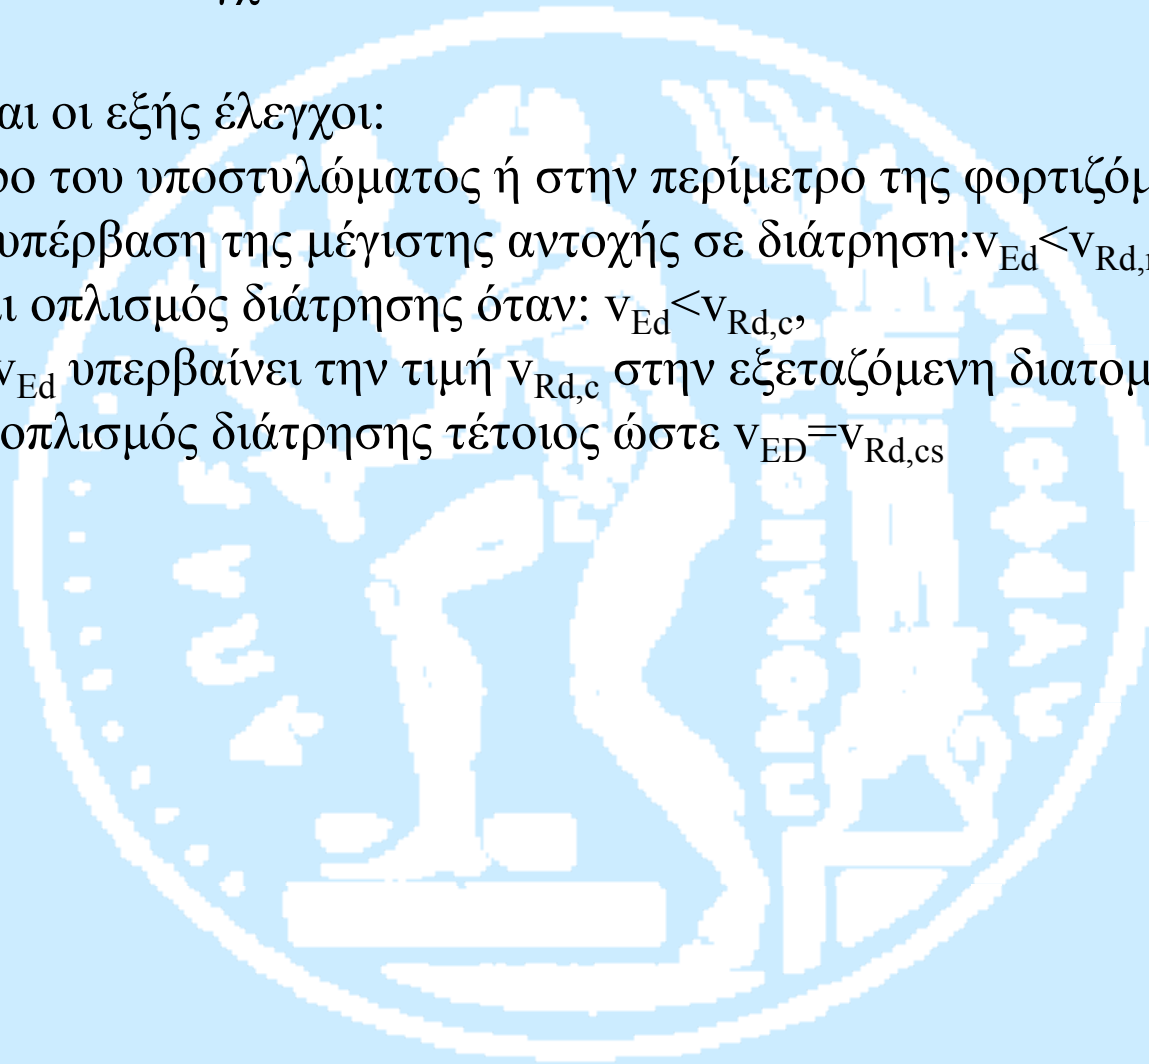 αι οι εξής έλεγχοι:
ρο του υποστυλώματος ή στην περίμετρο της φορτιζόμ
υπέρβαση της μέγιστης αντοχής σε διάτρηση:vEd<vRd,
ι οπλισμός διάτρησης όταν: vEd<vRd,c,
vEd υπερβαίνει την τιμή vRd,c στην εξεταζόμενη διατομ
οπλισμός διάτρησης τέτοιος ώστε vED=vRd,cs